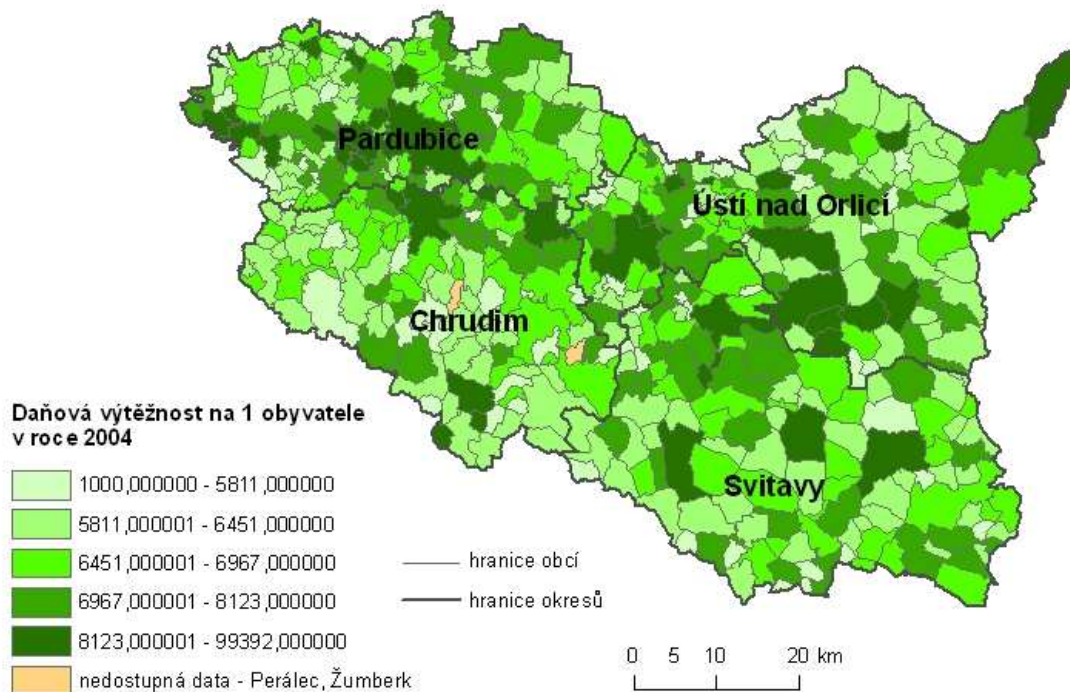 Pardubice
Ústí nad Orlicí
Chrudim
Svitavy
Daňová výtěžnost na 1 obyvatele
v roce 2004
1000,000000 - 5811,000000
5811,000001 - 6451,000000
6451,000001 - 6967,000000
6967,000001 - 8123,000000
8123,000001 - 99392,000000
nedostupná data - Perálec, Žumberk
hranice obcí
hranice okresů
0 5 10 20 km